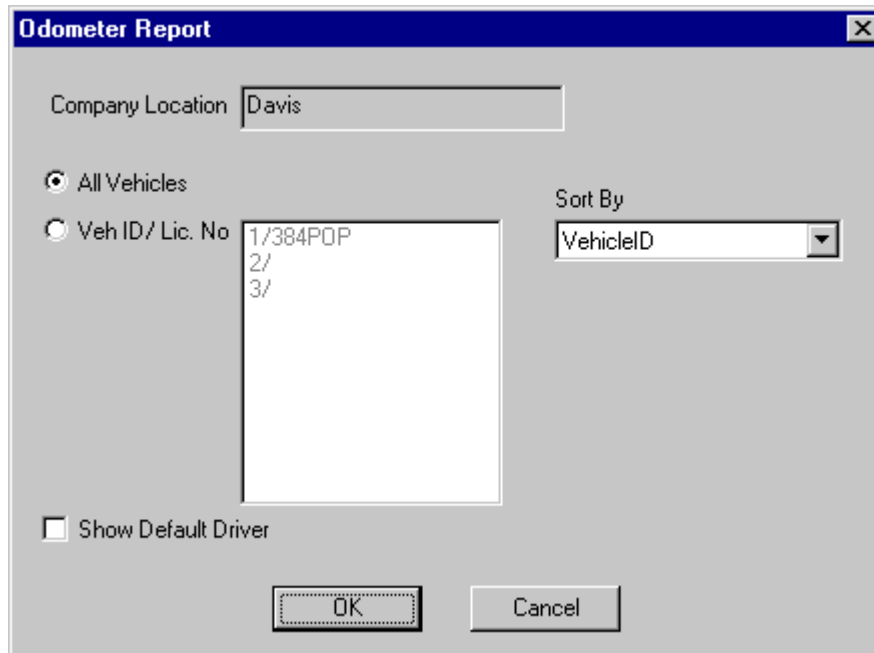 Odometer Report
Company Location Davis
All Vehicles
Sort By
Veh ID / Lic. No
VehicleID
1/384POP
2/
3/
Show Default Driver
OK Cancel